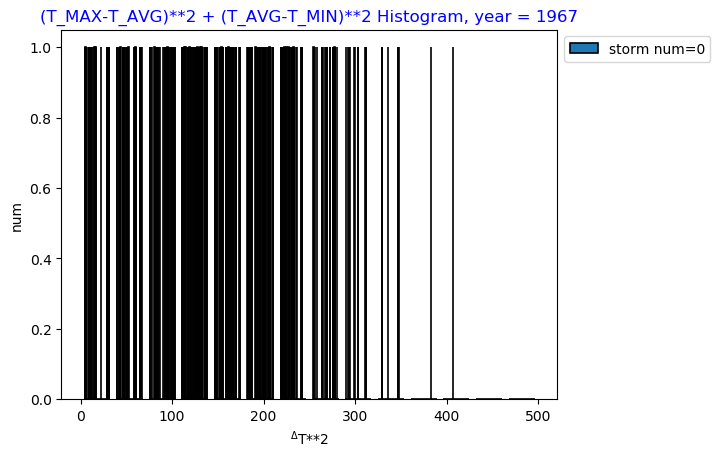 (T_MAX-T_AVG)**2 + (T_AVG-T_MIN)**2 Histogram, year = 1967
storm num=0
1.0
0.8
0.6
0.4
0.2
0.0
num
0 100 200 300 400 500
ΔT**2